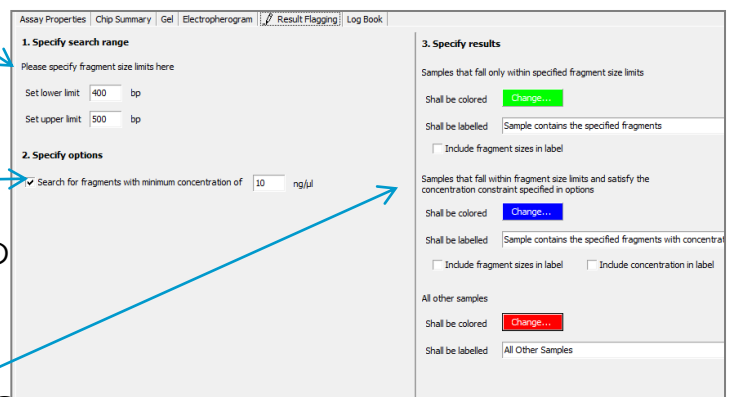 Assay Properties Chip Summary Gel Electropherogram Result Flagging Log Book
1. Specify search range
Please specify fragment size limits here
Set lower limit 400 bp
Set upper limit 500 bp
2. Specify options
Search for fragments with minimum concentration of 10 ng/µl
3. Specify results
Samples that fall only within specified fragment size limits
Shall be colored Change...
Shall be labelled Sample contains the specified fragments
Include fragment sizes in label
Samples that fall within fragment size limits and satisfy the
concentration constraint specified in options
Shall be colored Change...
Shall be labelled Sample contains the specified fragments with concentrat
Include fragment sizes in label Include concentration in label
All other samples
Shall be colored Change...
Shall be labelled All Other Samples